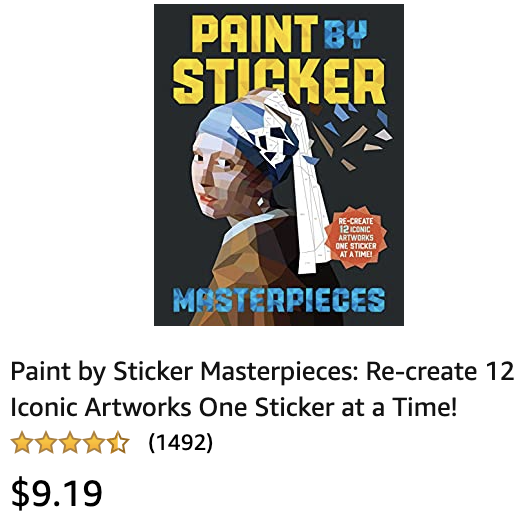 PAINT BY
STICKER
RE-CREATE
12 ICONIC
ARTWORKS
ONE STICKER
AT A TIME!
MASTERPIECES
Paint by Sticker Masterpieces: Re-create 12
Iconic Artworks One Sticker at a Time!
(1492)
$9.19